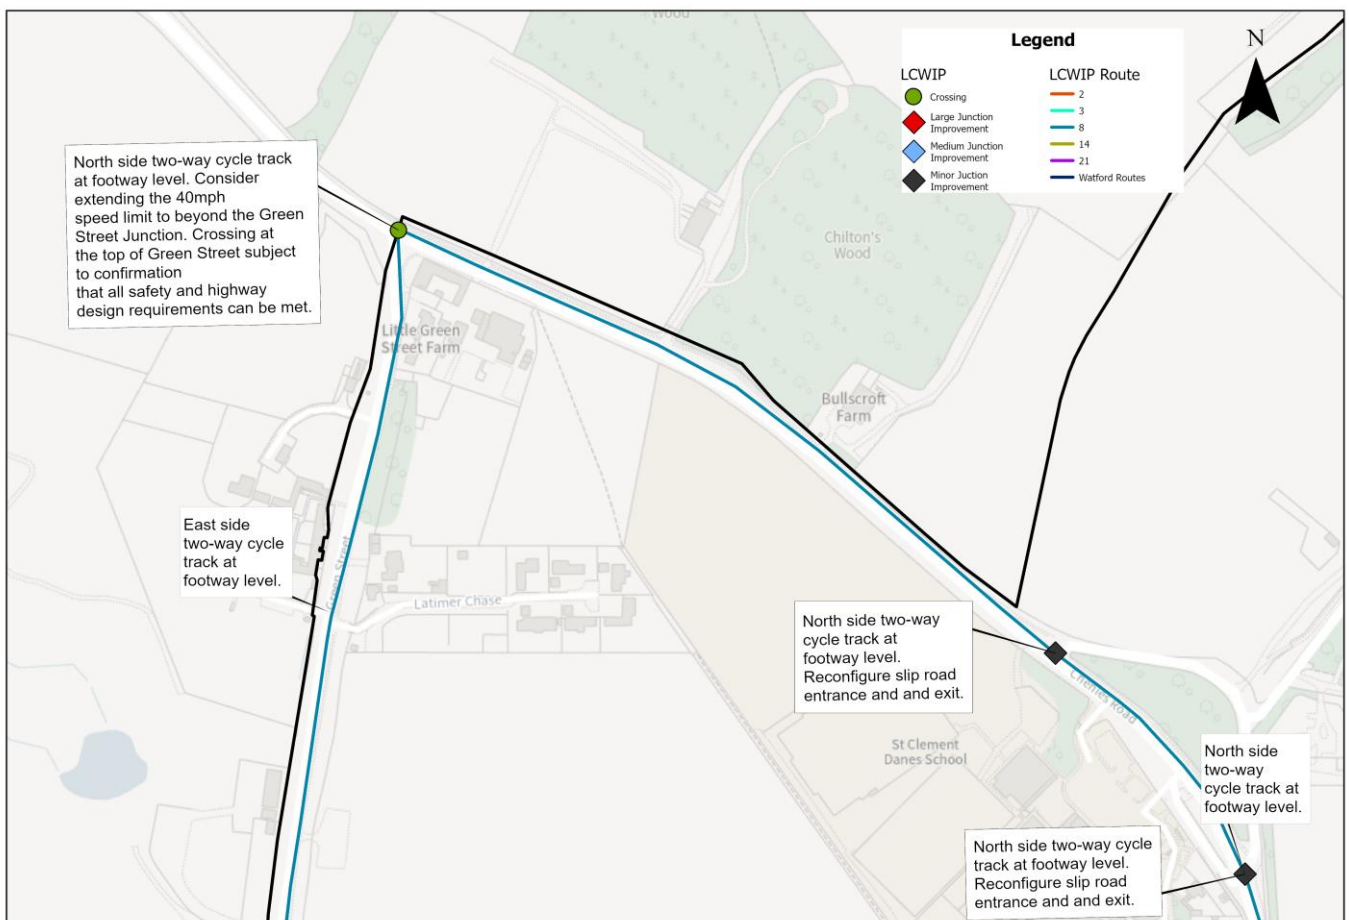 Wood
Legend
N
LCWIP
Crossing
Large Junction
Improvement
Medium Junction
Improvement
Minor Juction
Improvement
LCWIP Route
2
3
8
14
21
Watford Routes
North side two-way cycle track
at footway level. Consider
extending the 40mph
speed limit to beyond the Green
Street Junction. Crossing at
the top of Green Street subject
to confirmation
that all safety and highway
design requirements can be met.
Chilton's
Wood
Little Green
Street Farm
Bullscroft
Farm
East side
two-way cycle
track at
footway level.
Green Street
Latimer Chase
North side two-way
cycle track at
footway level.
Reconfigure slip road
entrance and and exit.
Chenies Road
St Clement
Danes School
North side
two-way
cycle track at
footway level.
North side two-way cycle
track at footway level.
Reconfigure slip road
entrance and and exit.